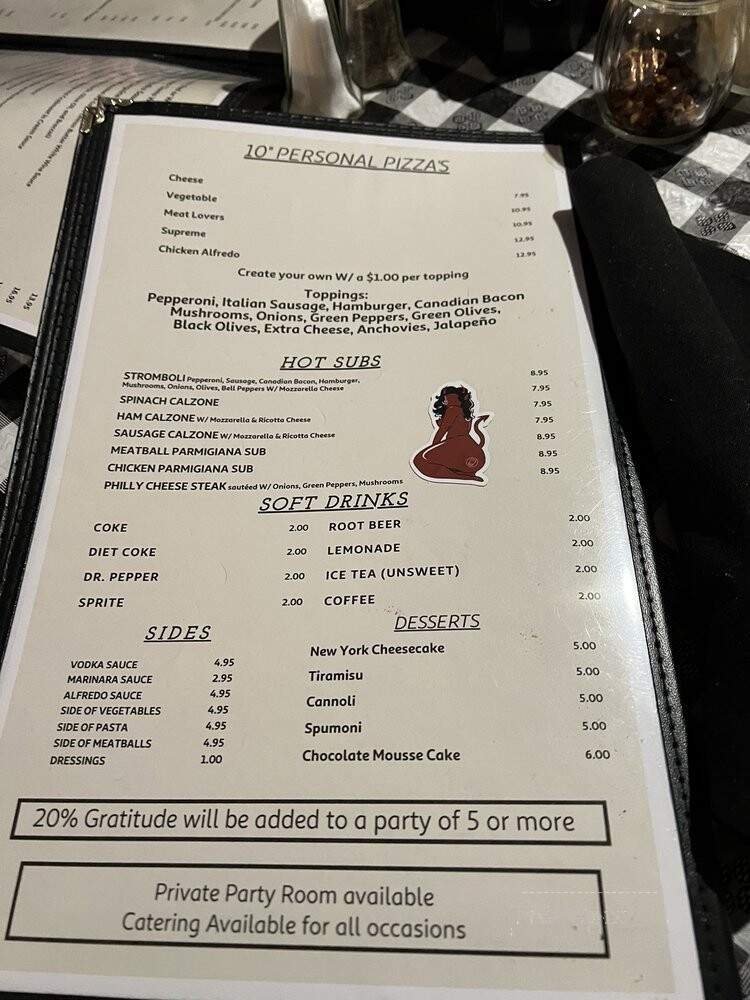 10" PERSONAL PIZZA'S
Cheese 7.95
Vegetable 10.95
Meat Lovers 10.95
Supreme 12.95
Chicken Alfredo 12.95
Create your own W/ a $1.00 per topping
Toppings:
Pepperoni, Italian Sausage, Hamburger, Canadian Bacon
Mushrooms, Onions, Green Peppers, Green Olives,
Black Olives, Extra Cheese, Anchovies, Jalapeño
HOT SUBS
STROMBOLI Pepperoni, Sausage, Canadian Bacon, Hamburger, 8.95
Mushrooms, Onions, Olives, Bell Peppers W/ Mozzarella Cheese
SPINACH CALZONE 7.95
HAM CALZONE W/ Mozzarella & Ricotta Cheese 7.95
SAUSAGE CALZONE W/ Mozzarella & Ricotta Cheese 7.95
MEATBALL PARMIGIANA SUB 8.95
CHICKEN PARMIGIANA SUB 8.95
PHILLY CHEESE STEAK sautéed W/ Onions, Green Peppers, Mushrooms 8.95
SOFT DRINKS
COKE 2.00 ROOT BEER 2.00
DIET COKE 2.00 LEMONADE 2.00
DR. PEPPER 2.00 ICE TEA (UNSWEET) 2.00
SPRITE 2.00 COFFEE 2.00
SIDES
VODKA SAUCE 4.95
MARINARA SAUCE 2.95
ALFREDO SAUCE 4.95
SIDE OF VEGETABLES 4.95
SIDE OF PASTA 4.95
SIDE OF MEATBALLS 4.95
DRESSINGS 1.00
DESSERTS
New York Cheesecake 5.00
Tiramisu 5.00
Cannoli 5.00
Spumoni 5.00
Chocolate Mousse Cake 6.00
20% Gratitude will be added to a party of 5 or more
Private Party Room available
Catering Available for all occasions
13.95
16.95